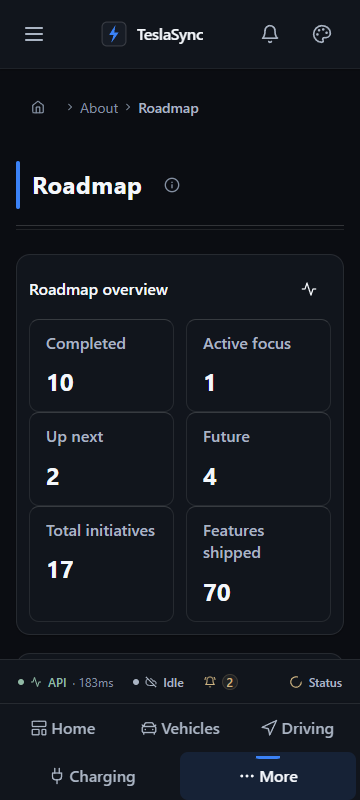 TeslaSync
About
Roadmap
Roadmap
Roadmap overview
Completed
10
Active focus
1
Up next
2
Future
4
Total initiatives
17
Features
shipped
70
API · 183ms
Idle
2
Status
Home
Vehicles
Driving
Charging
More